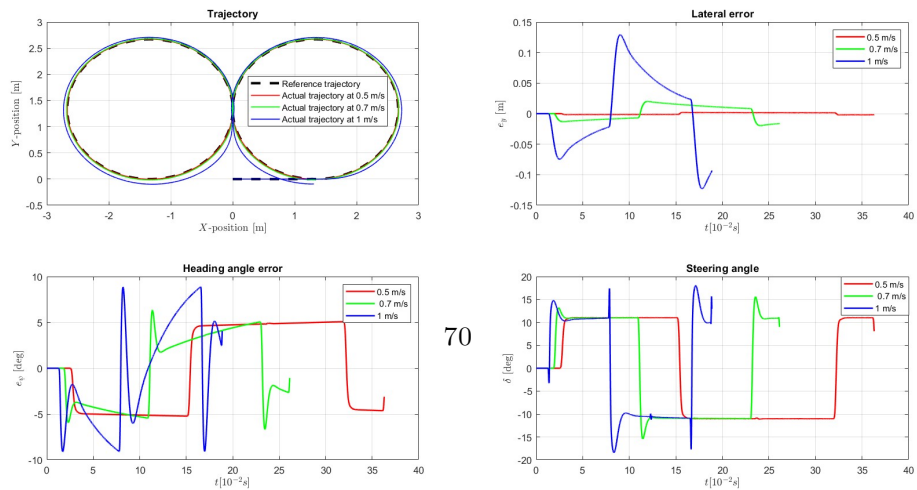 Trajectory
3
2.5
2
1.5
1
0.5
0
-0.5
Y-position [m]
-3
-2
-1
0
1
2
3
X-position [m]
Reference trajectory
Actual trajectory at 0.5 m/s
Actual trajectory at 0.7 m/s
Actual trajectory at 1 m/s
Lateral error
0.15
0.1
0.05
0
-0.05
-0.1
-0.15
e_y [m]
0
5
10
15
20
25
30
35
40
t[10^-2 s]
0.5 m/s
0.7 m/s
1 m/s
Heading angle error
10
5
0
-5
-10
e_ψ [deg]
0
5
10
15
20
25
30
35
40
t[10^-2 s]
0.5 m/s
0.7 m/s
1 m/s
70
Steering angle
20
15
10
5
0
-5
-10
-15
-20
δ [deg]
0
5
10
15
20
25
30
35
40
t[10^-2 s]
0.5 m/s
0.7 m/s
1 m/s